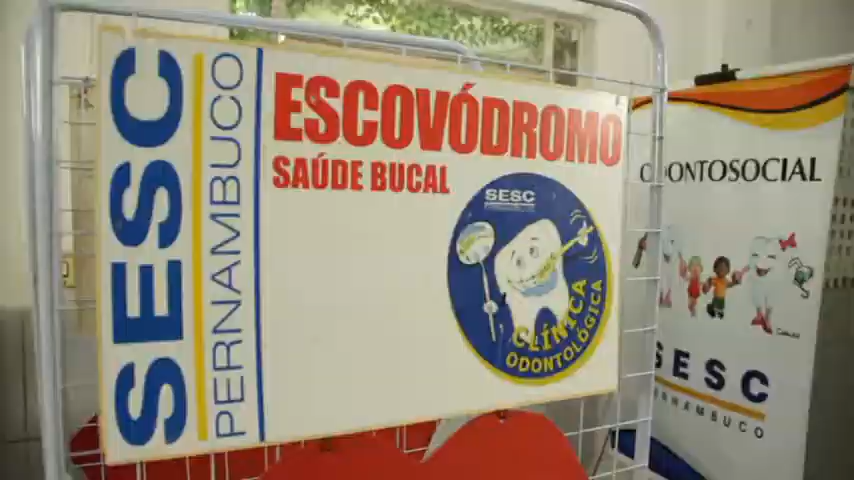 SESC
PERNAMBUCO
ESCOVÓDROMO
SAÚDE BUCAL
SESC
CLÍNICA
ODONTOLÓGICA
ODONTOSOCIAL
SESC
PERNAMBUCO